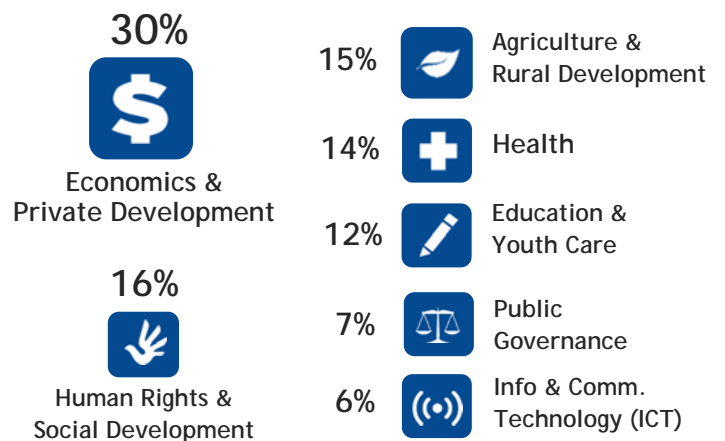 30%
$
Economics &
Private Development
16%
Human Rights &
Social Development
15%
Agriculture &
Rural Development
14%
Health
12%
Education &
Youth Care
7%
Public
Governance
6%
Info & Comm.
Technology (ICT)